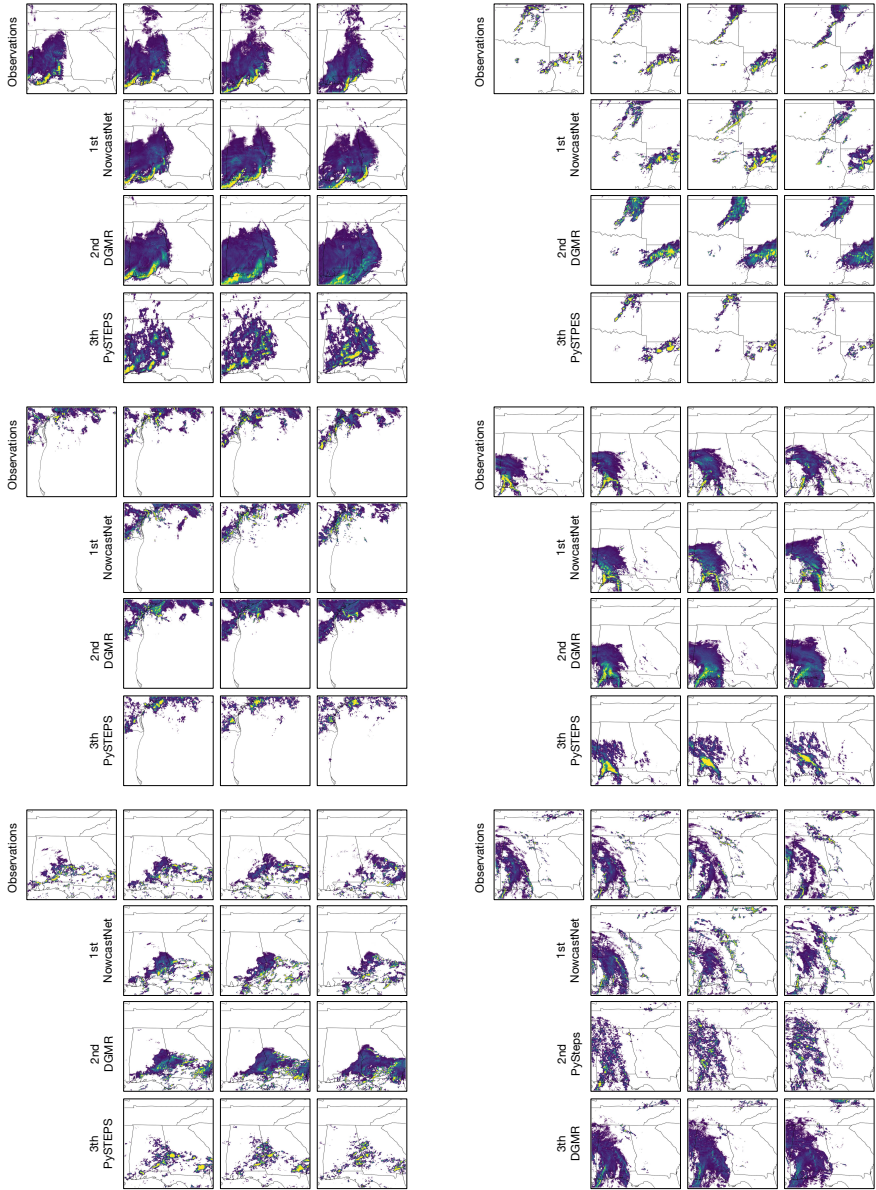 Observations
1st
NowcastNet
2nd
DGMR
3th
PySTEPS
Observations
1st
NowcastNet
2nd
DGMR
3th
PySTPES
Observations
1st
NowcastNet
2nd
DGMR
3th
PySTEPS
Observations
1st
NowcastNet
2nd
DGMR
3th
PySTEPS
Observations
1st
NowcastNet
2nd
DGMR
3th
PySTEPS
Observations
1st
NowcastNet
2nd
PySteps
3th
DGMR